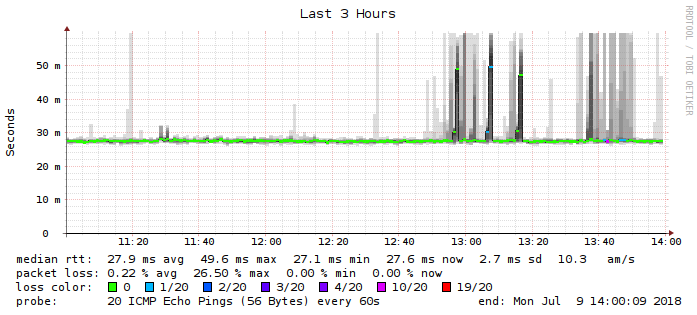 Last 3 Hours
RRDTOOL / TOBI OETIKER
Seconds
50 m
40 m
30 m
20 m
10 m
0
11:20 11:40 12:00 12:20 12:40 13:00 13:20 13:40 14:00
median rtt: 27.9 ms avg 49.6 ms max 27.1 ms min 27.6 ms now 2.7 ms sd 10.3 am/s
packet loss: 0.22 % avg 26.50 % max 0.00 % min 0.00 % now
loss color: 0 1/20 2/20 3/20 4/20 10/20 19/20
probe: 20 ICMP Echo Pings (56 Bytes) every 60s end: Mon Jul 9 14:00:09 2018